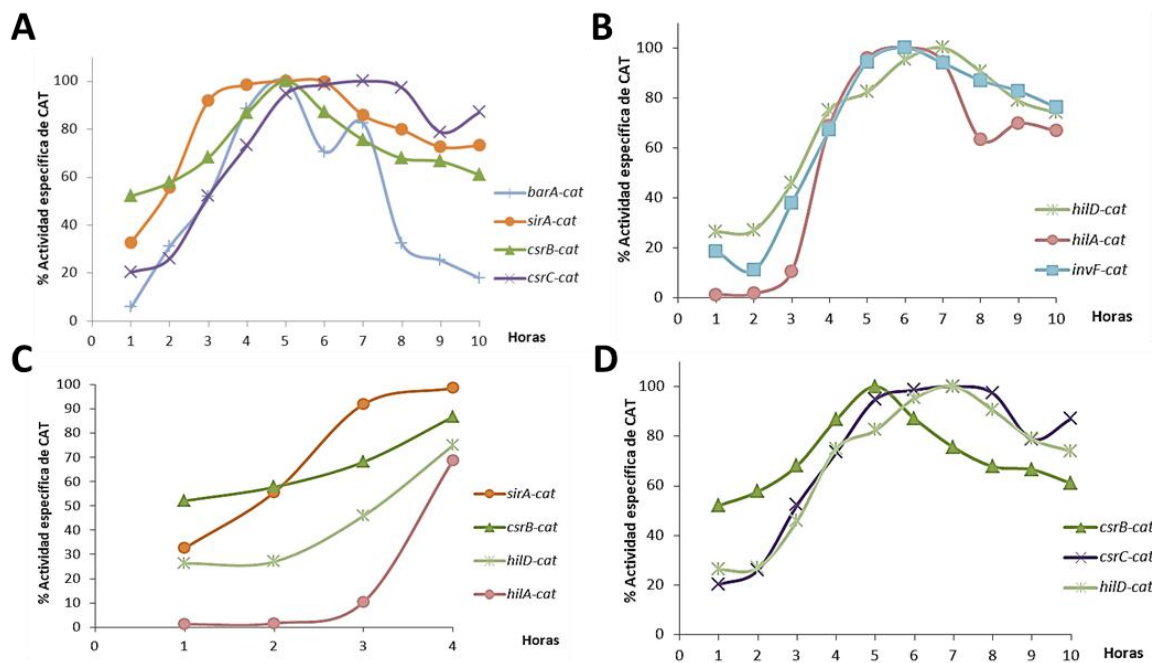 A
% Actividad específica de CAT
100
80
60
40
20
0
0 1 2 3 4 5 6 7 8 9 10
Horas
barA-cat
sirA-cat
csrB-cat
csrC-cat
B
% Actividad específica de CAT
100
80
60
40
20
0
0 1 2 3 4 5 6 7 8 9 10
Horas
hilD-cat
hilA-cat
invF-cat
C
% Actividad específica de CAT
100
90
80
70
60
50
40
30
20
10
0
0 1 2 3 4
Horas
sirA-cat
csrB-cat
hilD-cat
hilA-cat
D
% Actividad específica de CAT
100
80
60
40
20
0
0 1 2 3 4 5 6 7 8 9 10
Horas
csrB-cat
csrC-cat
hilD-cat